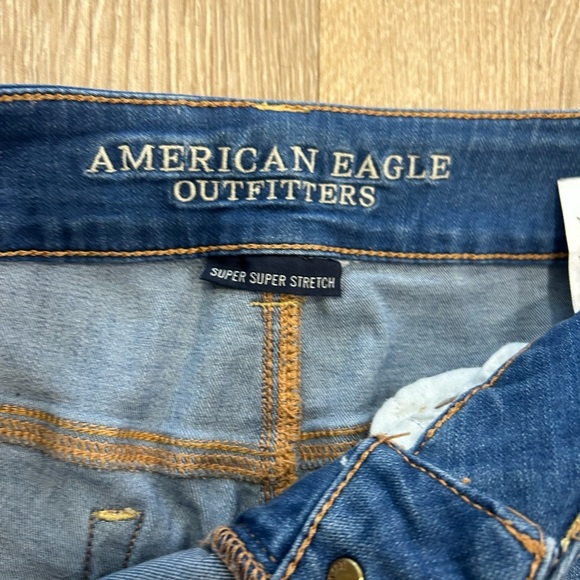 AMERICAN EAGLE
OUTFITTERS
SUPER SUPER STRETCH